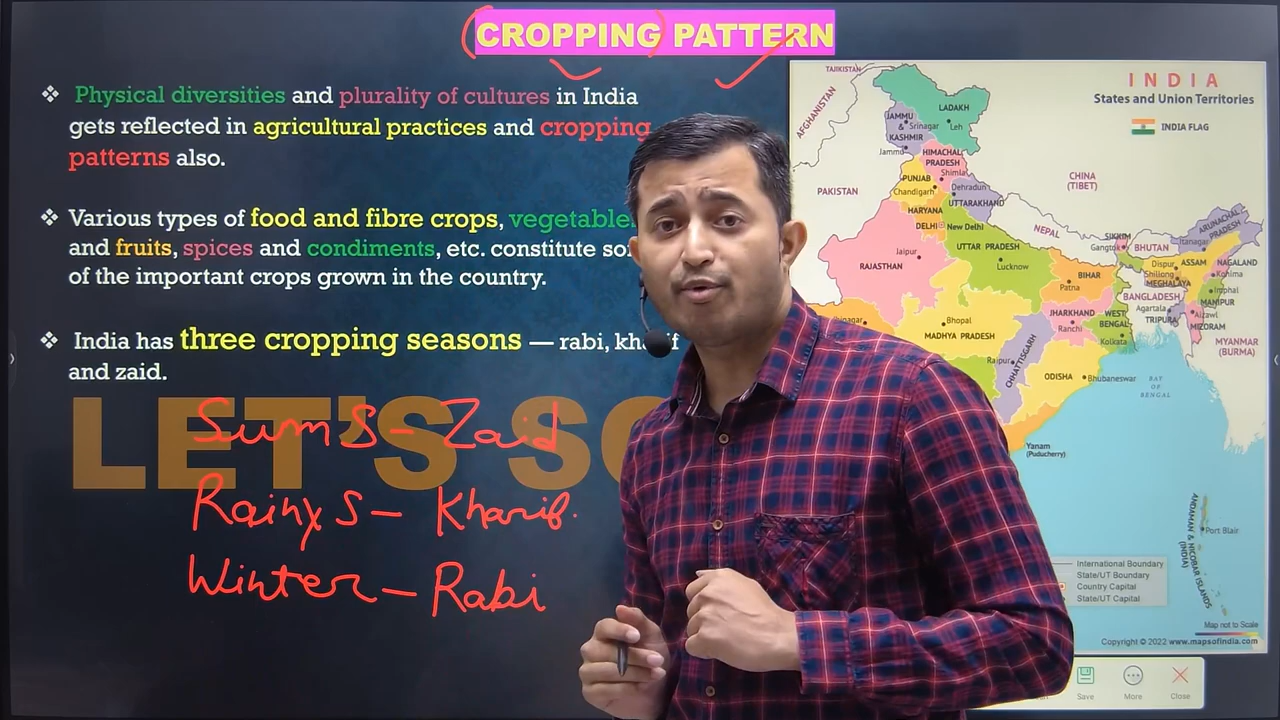 CROPPING PATTERN
❖ Physical diversities and plurality of cultures in India
gets reflected in agricultural practices and cropping
patterns also.
❖ Various types of food and fibre crops, vegetable
and fruits, spices and condiments, etc. constitute so
of the important crops grown in the country.
❖ India has three cropping seasons — rabi, kharif
and zaid.
LET'S SO
Sum S - Zaid
Rainy S - Kharif.
Winter - Rabi
INDIA
States and Union Territories
INDIA FLAG
TAJIKISTAN
AFGHANISTAN
PAKISTAN
CHINA
(TIBET)
NEPAL
BHUTAN
BANGLADESH
MYANMAR
(BURMA)
LADAKH
Leh
JAMMU
&
KASHMIR
Srinagar
Jammu
HIMACHAL
PRADESH
Shimla
PUNJAB
Chandigarh
Dehradun
UTTARAKHAND
HARYANA
DELHI
New Delhi
UTTAR PRADESH
Lucknow
Jaipur
RAJASTHAN
BIHAR
Patna
SIKKIM
Gangtok
ARUNACHAL
PRADESH
Itanagar
Dispur
ASSAM
NAGALAND
Kohima
Shillong
MEGHALAYA
Imphal
MANIPUR
Agartala
TRIPURA
Aizawl
MIZORAM
JHARKHAND
Ranchi
WEST
BENGAL
Kolkata
Bhopal
MADHYA PRADESH
Raipur
CHHATTISGARH
ODISHA
Bhubaneswar
BAY
OF
BENGAL
Yanam
(Puducherry)
ANDAMAN & NICOBAR ISLANDS
(INDIA)
Port Blair
International Boundary
State/UT Boundary
Country Capital
State/UT Capital
Map not to Scale
Copyright © 2022 www.mapsofindia.com
Save
More
Close